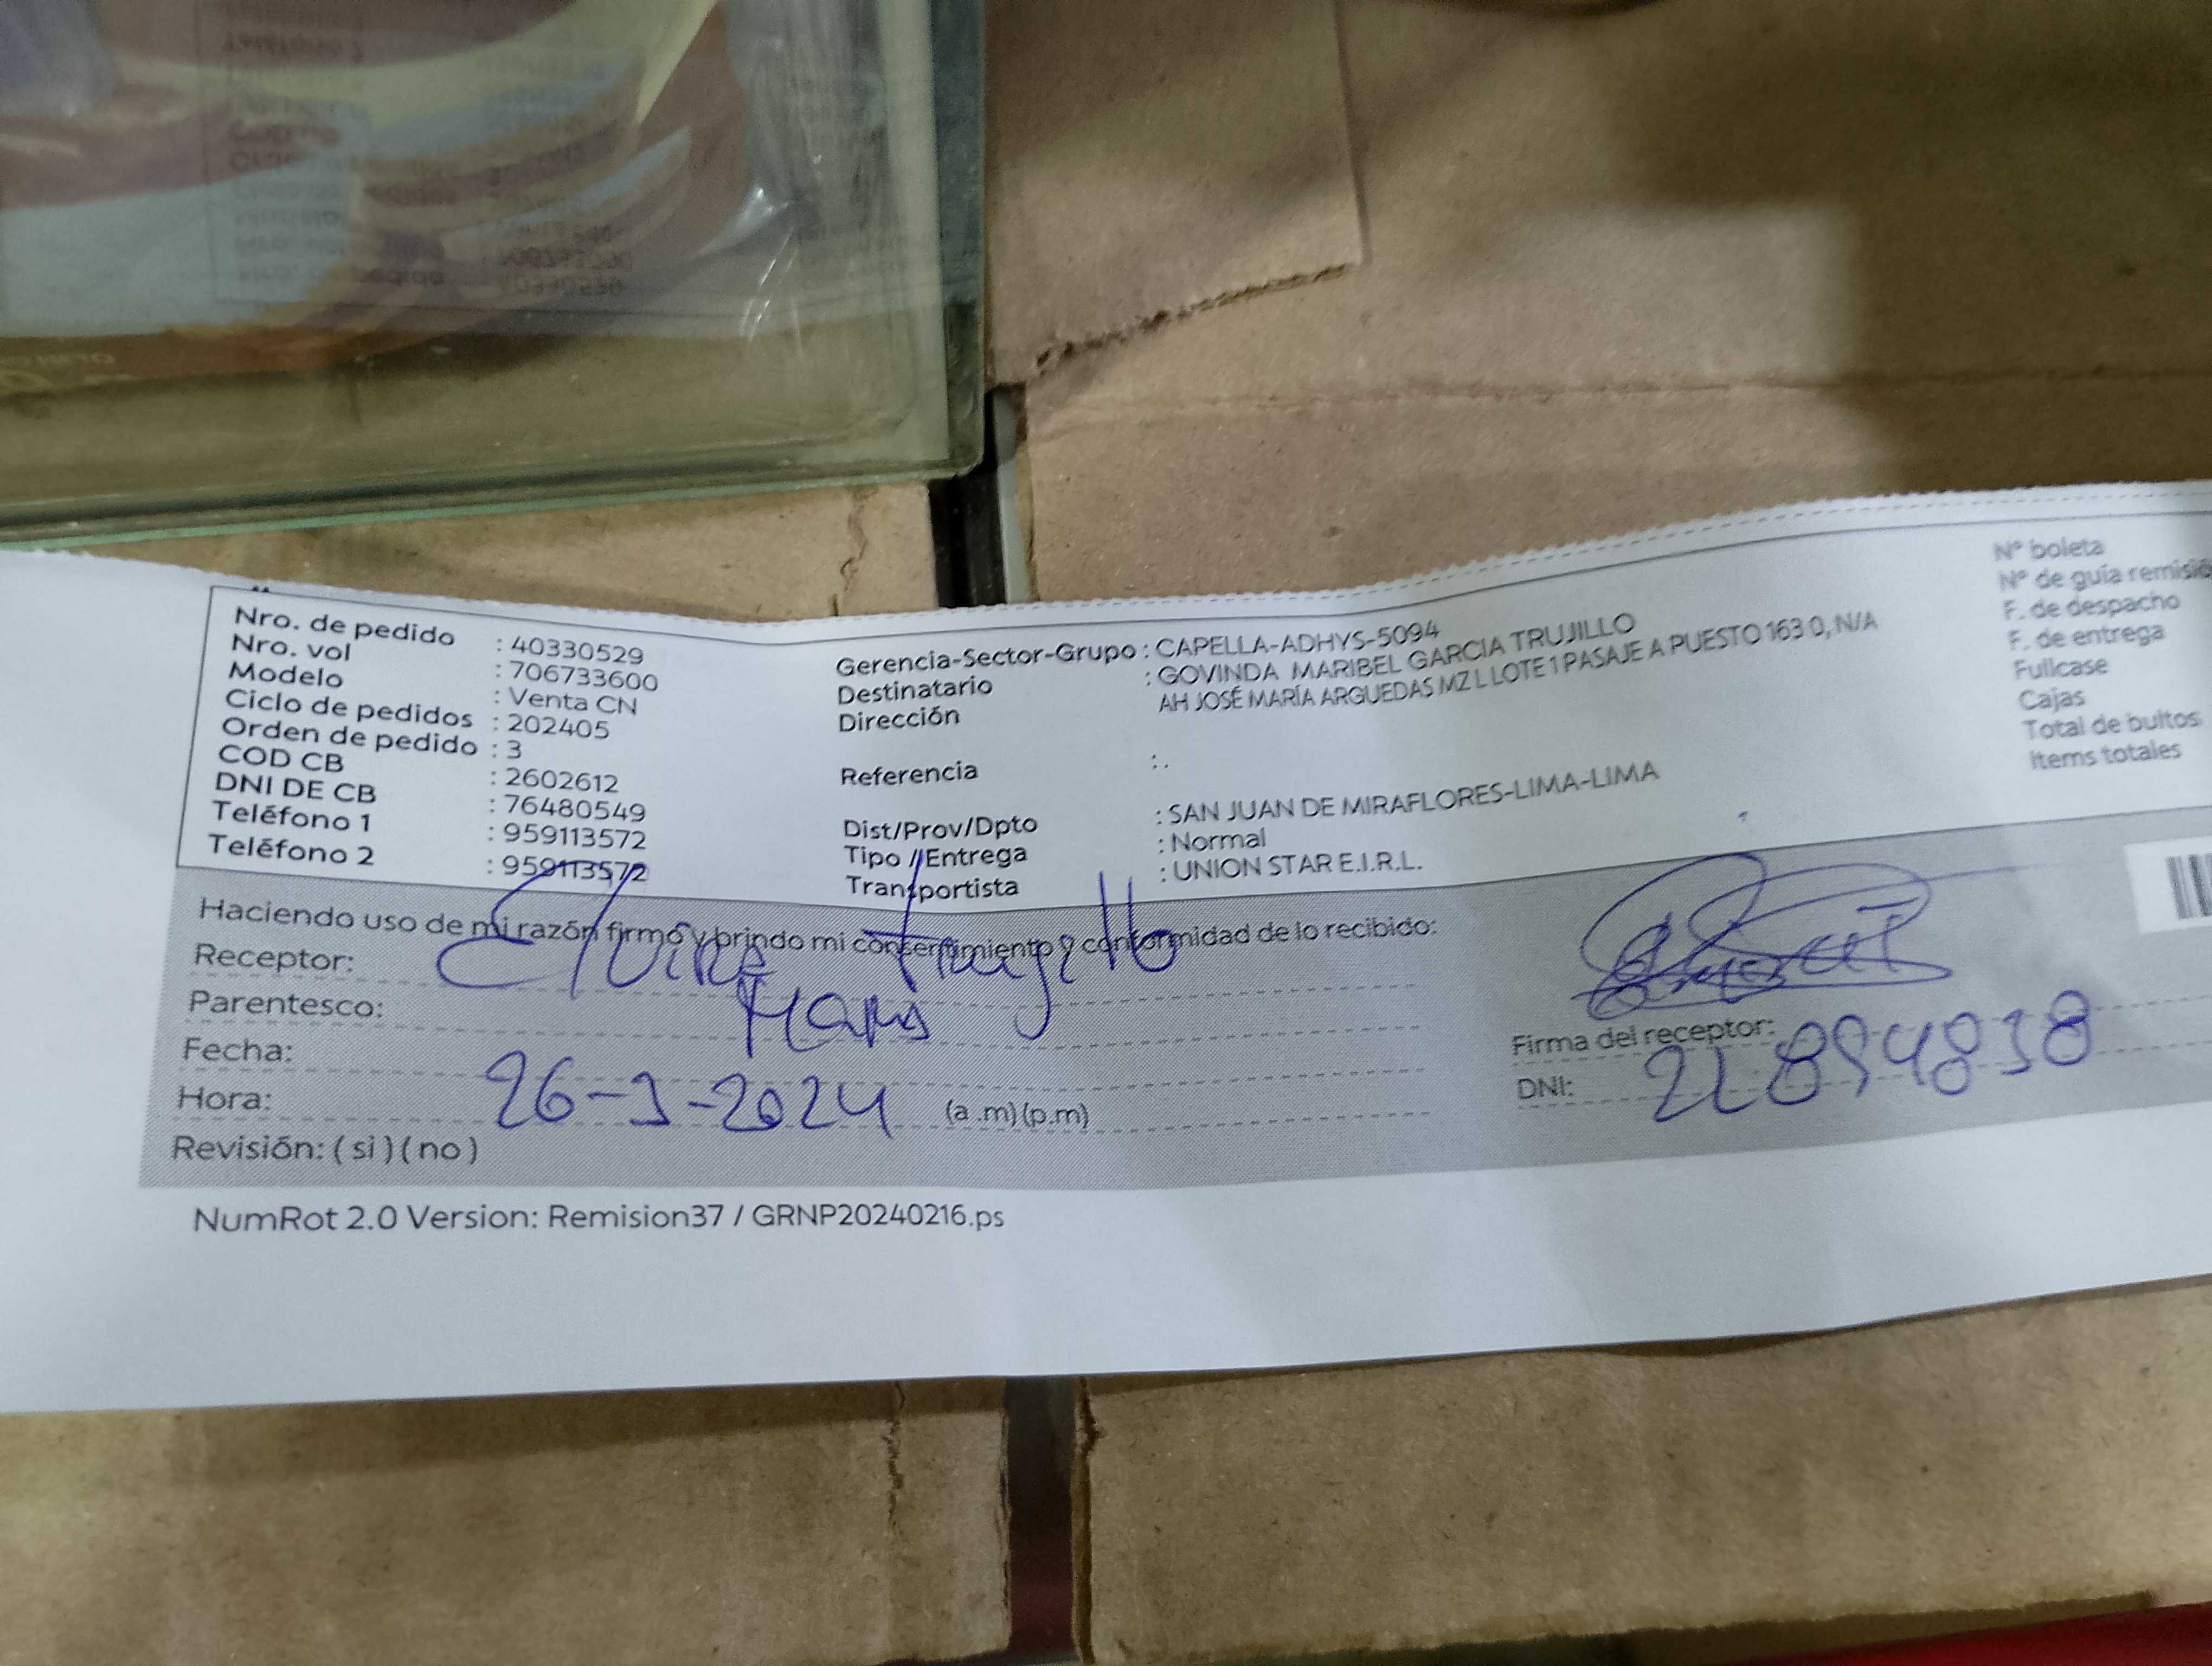 Nro. de pedido : 40330529
Nro. vol : 706733600
Modelo : Venta CN
Ciclo de pedidos : 202405
Orden de pedido : 3
COD CB : 2602612
DNI DE CB : 76480549
Teléfono 1 : 959113572
Teléfono 2 : 959113572
Gerencia-Sector-Grupo : CAPELLA-ADHYS-5094
Destinatario : GOVINDA MARIBEL GARCIA TRUJILLO
Dirección AH JOSÉ MARÍA ARGUEDAS MZ L LOTE 1 PASAJE A PUESTO 163 0, N/A
Referencia : .
Dist/Prov/Dpto : SAN JUAN DE MIRAFLORES-LIMA-LIMA
Tipo / Entrega : Normal
Transportista : UNION STAR E.I.R.L.
N° boleta
N° de guía remisió
F. de despacho
F. de entrega
Fullcase
Cajas
Total de bultos
Items totales
Haciendo uso de mi razón firmo y brindo mi consentimiento y conformidad de lo recibido:
Receptor: Elvira Trujillo
Parentesco:
Fecha: 26-3-2024
Hora: (a .m) (p.m)
Revisión: ( si ) ( no )
Firma del receptor:
DNI:
NumRot 2.0 Version: Remision37 / GRNP20240216.ps